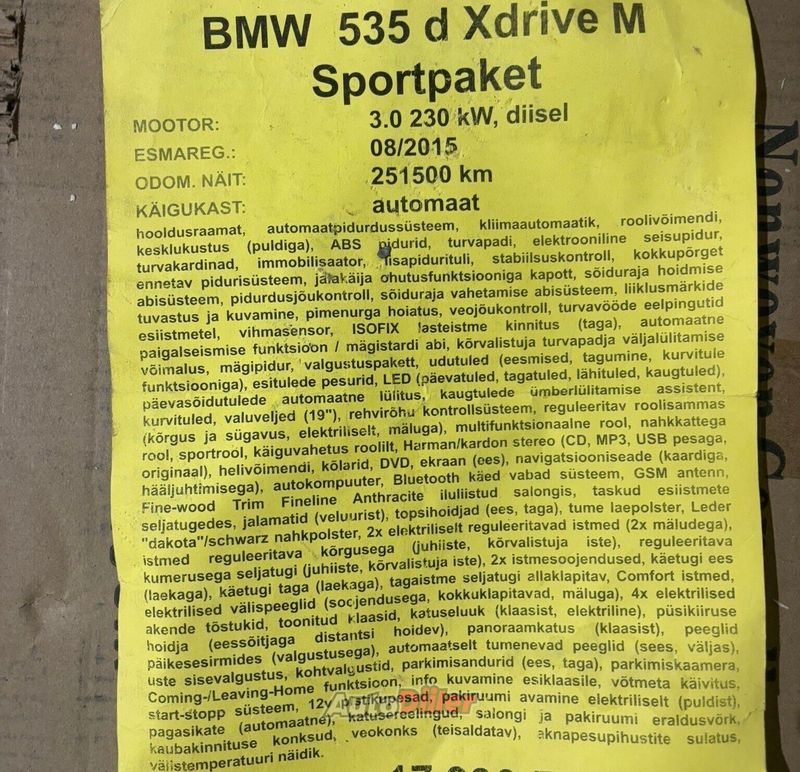 BMW 535 d Xdrive M
Sportpaket
MOOTOR: 3.0 230 kW, diisel
ESMAREG.: 08/2015
ODOM. NÄIT: 251500 km
KÄIGUKAST: automaat
hooldusraamat, automaatpidurdussüsteem, kliimaautomaatik, roolivõimendi,
kesklukustus (puldiga), ABS pidurid, turvapadi, elektrooniline seisupidur,
turvakardinad, immobilisaator, lisapidurituli, stabiilsuskontroll, kokkupõrget
ennetav pidurisüsteem, jalakäija ohutusfunktsiooniga kapott, sõiduraja hoidmise
abisüsteem, pidurdusjõukontroll, sõiduraja vahetamise abisüsteem, liiklusmärkide
tuvastus ja kuvamine, pimenurga hoiatus, veojõukontroll, turvavööde eelpingutid
esiistmetel, vihmasensor, ISOFIX lasteistme kinnitus (taga), automaatne
paigalseismise funktsioon / mägistardi abi, kõrvalistuja turvapadja väljalülitamise
võimalus, mägipidur, valgustuspakett, udutuled (eesmised, tagumine, kurvitule
funktsiooniga), esitulede pesurid, LED (päevatuled, tagatuled, lähituled, kaugtuled),
päevasõidutulede automaatne lülitus, kaugtulede ümberlülitamise assistent,
kurvituled, valuveljed (19"), rehvirõhu kontrollsüsteem, reguleeritav roolisammas
(kõrgus ja sügavus, elektriliselt, mäluga), multifunktsionaalne rool, nahkkattega
rool, sportrool, käiguvahetus roolilt, Harman/kardon stereo (CD, MP3, USB pesaga,
originaal), helivõimendi, kõlarid, DVD, ekraan (ees), navigatsiooniseade (kaardiga,
hääljuhtimisega), autokompuuter, Bluetooth käed vabad süsteem, GSM antenn,
Fine-wood Trim Fineline Anthracite iluliistud salongis, taskud esiistmete
seljatugedes, jalamatid (veluurist), topsihoidjad (ees, taga), tume laepolster, Leder
"dakota"/schwarz nahkpolster, 2x elektriliselt reguleeritavad istmed (2x mäludega),
istmed reguleeritava kõrgusega (juhiiste, kõrvalistuja iste), reguleeritava
kumerusega seljatugi (juhiiste, kõrvalistuja iste), 2x istmesoojendused, käetugi ees
(laekaga), käetugi taga (laekaga), tagaistme seljatugi allaklapitav, Comfort istmed,
elektrilised välispeeglid (soojendusega, kokkuklapitavad, mäluga), 4x elektrilised
akende tõstukid, toonitud klaasid, katuseluuk (klaasist, elektriline), püsikiiruse
hoidja (eessõitjaga distantsi hoidev), panoraamkatus (klaasist), peeglid
päikesesirmides (valgustusega), automaatselt tumenevad peeglid (sees, väljas),
uste sisevalgustus, kohtvalgustid, parkimisandurid (ees, taga), parkimiskaamera,
Coming-/Leaving-Home funktsioon, info kuvamine esiklaasile, võtmeta käivitus,
start-stopp süsteem, 12v pistikupesad, pakiruumi avamine elektriliselt (puldist),
pagasikate (automaatne), katusereelingud, salongi ja pakiruumi eraldusvõrk,
kaubakinnituse konksud, veokonks (teisaldatav), aknapesupihustite sulatus,
välistemperatuuri näidik.
AutoDiler
Nonwoven